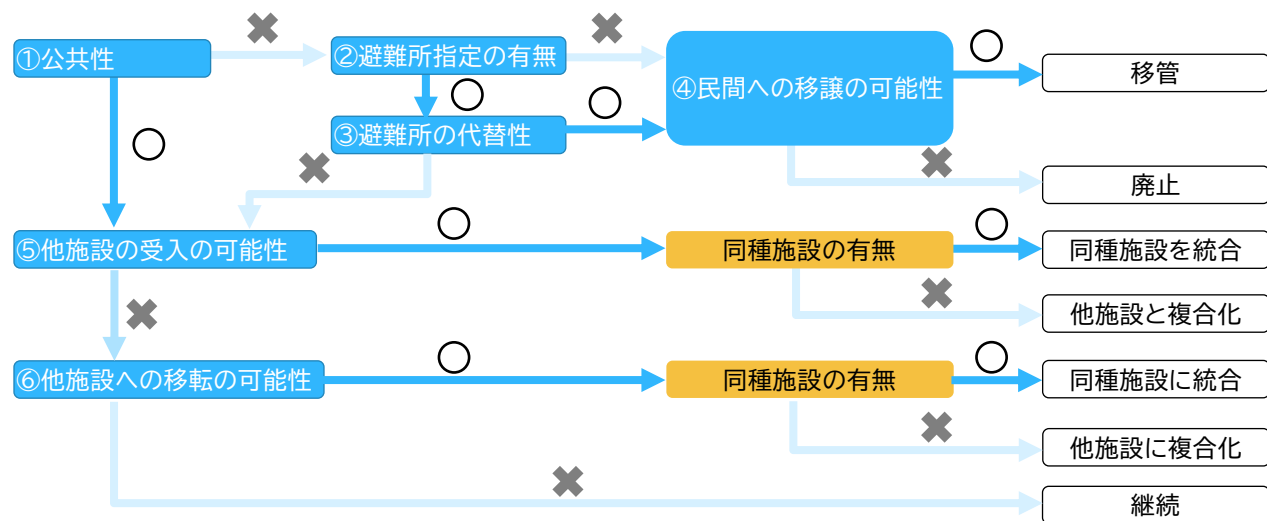 ①公共性
②避難所指定の有無
③避難所の代替性
④民間への移譲の可能性
移管
廃止
⑤他施設の受入の可能性
同種施設の有無
同種施設を統合
他施設と複合化
⑥他施設への移転の可能性
同種施設の有無
同種施設に統合
他施設に複合化
継続